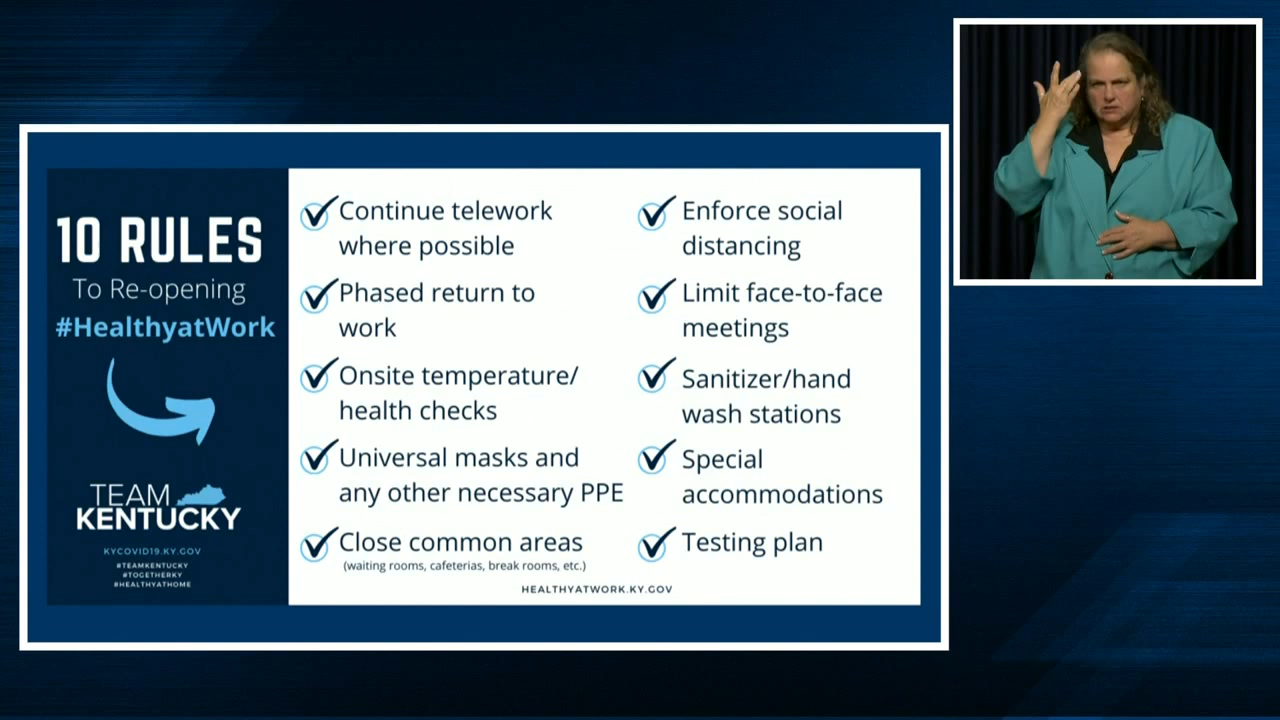 10 RULES
To Re-opening
#HealthyatWork
TEAM
KENTUCKY
KYCOVID19.KY.GOV
#TEAMKENTUCKY
#TOGETHERKY
#HEALTHYATHOME
Continue telework
where possible
Phased return to
work
Onsite temperature/
health checks
Universal masks and
any other necessary PPE
Close common areas
(waiting rooms, cafeterias, break rooms, etc.)
Enforce social
distancing
Limit face-to-face
meetings
Sanitizer/hand
wash stations
Special
accommodations
Testing plan
HEALTHYATWORK.KY.GOV